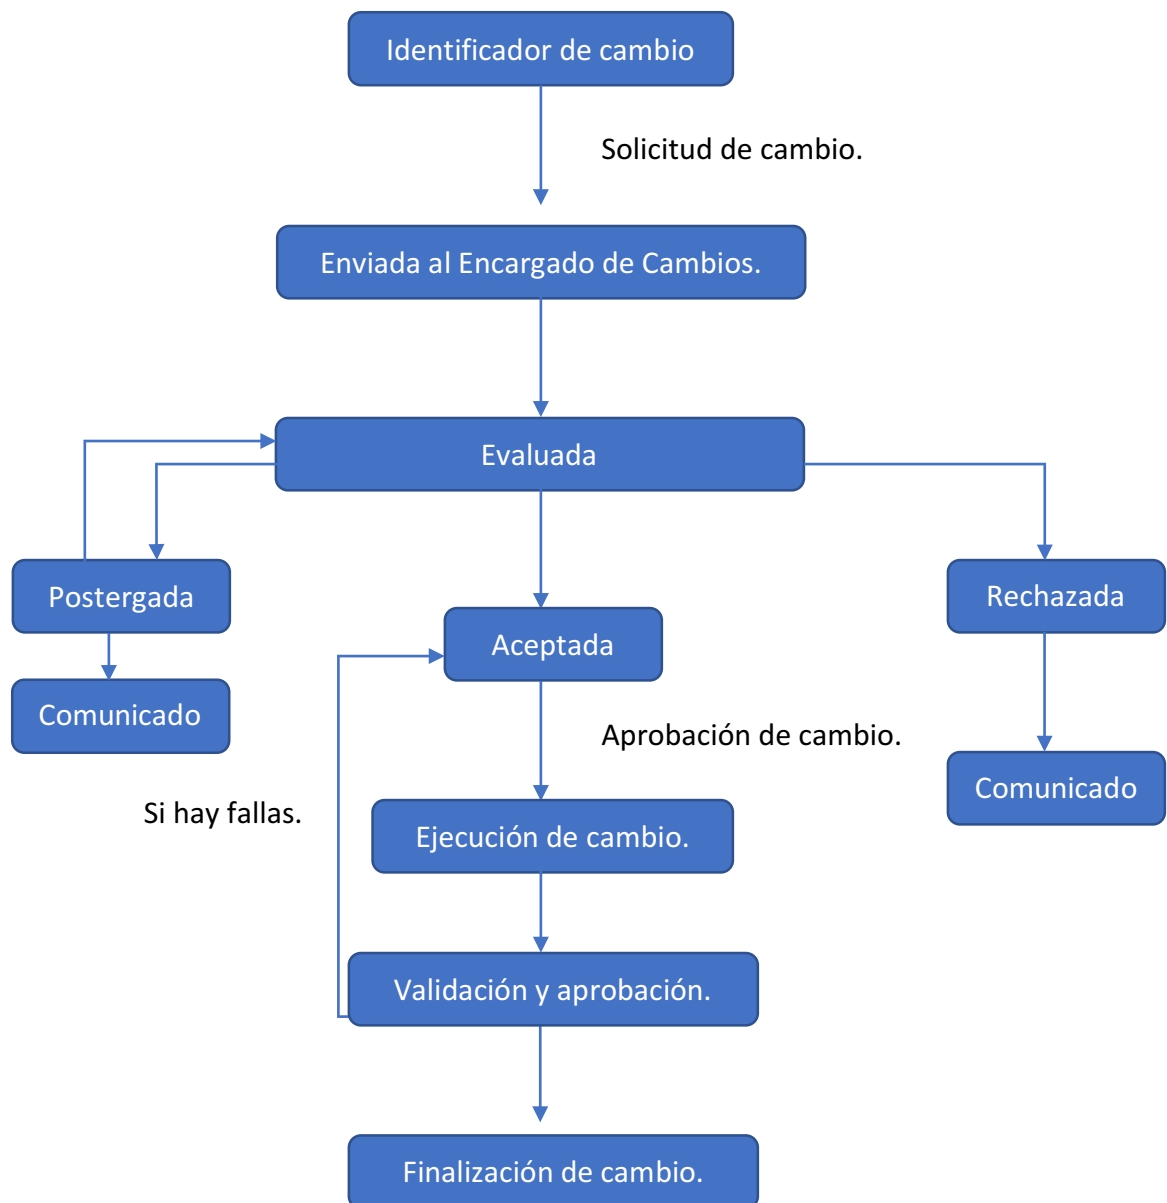 Identificador de cambio
Solicitud de cambio.
Enviada al Encargado de Cambios.
Evaluada
Postergada
Rechazada
Aceptada
Comunicado
Aprobación de cambio.
Comunicado
Si hay fallas.
Ejecución de cambio.
Validación y aprobación.
Finalización de cambio.